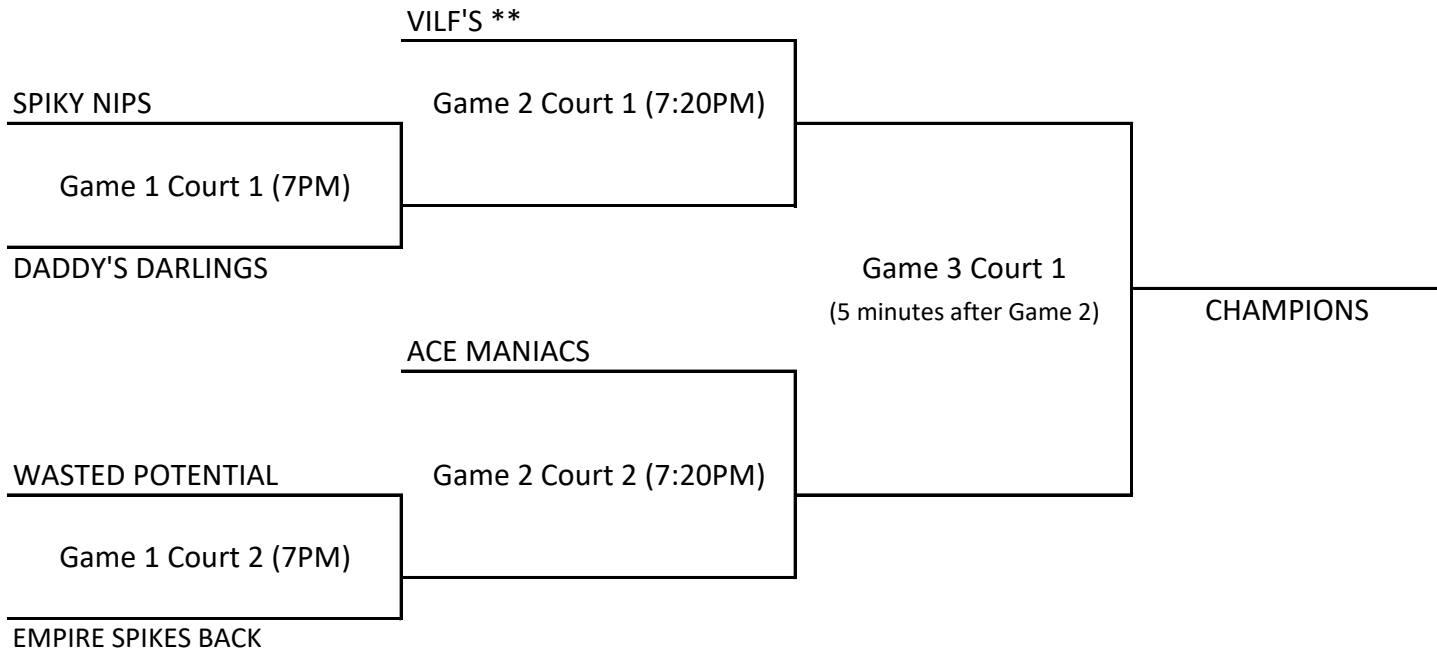 VILF'S **
SPIKY NIPS
Game 2 Court 1 (7:20PM)
Game 1 Court 1 (7PM)
DADDY'S DARLINGS
Game 3 Court 1
(5 minutes after Game 2)
CHAMPIONS
ACE MANIACS
WASTED POTENTIAL
Game 2 Court 2 (7:20PM)
Game 1 Court 2 (7PM)
EMPIRE SPIKES BACK